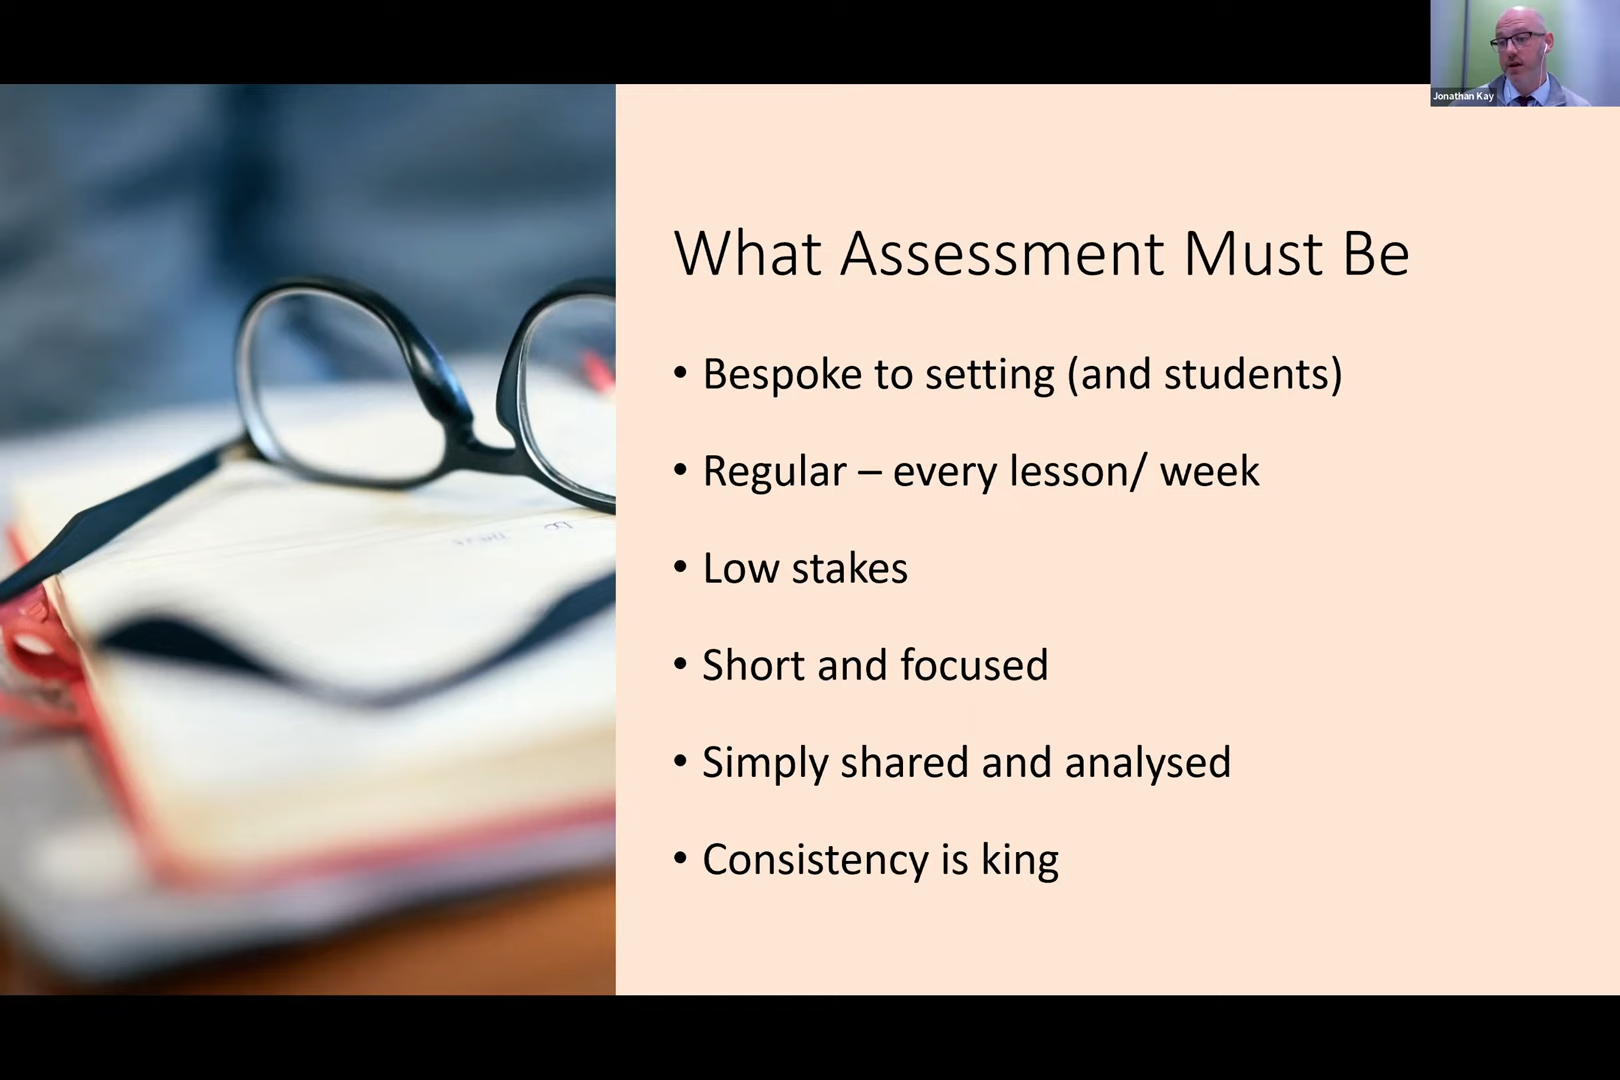 Jonathan Kay
What Assessment Must Be
• Bespoke to setting (and students)
• Regular – every lesson/ week
• Low stakes
• Short and focused
• Simply shared and analysed
• Consistency is king